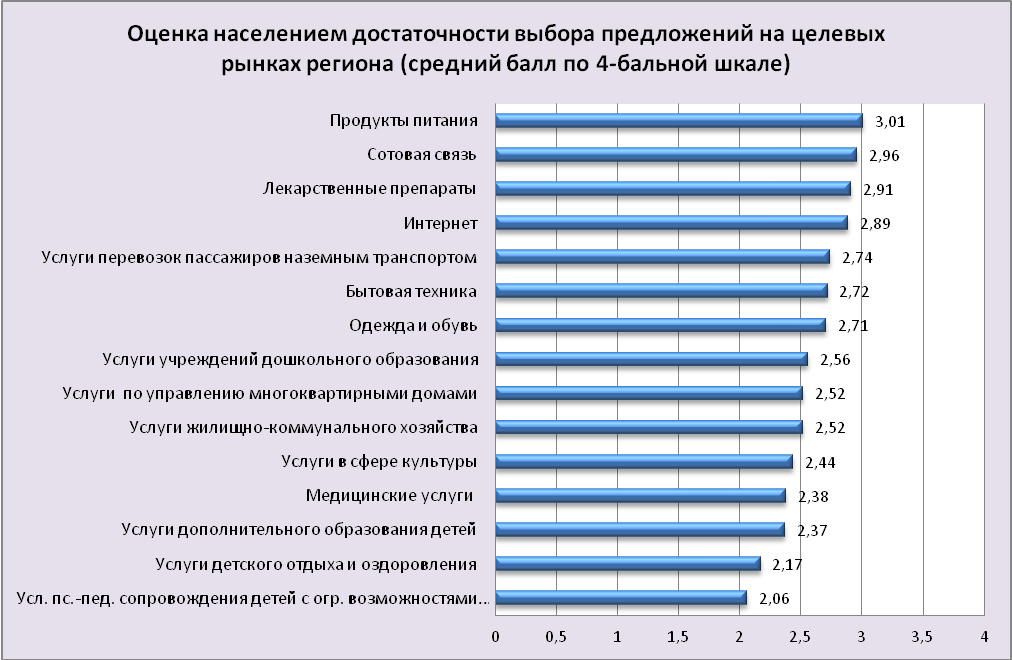 Оценка населением достаточности выбора предложений на целевых
рынках региона (средний балл по 4-бальной шкале)
Продукты питания 3,01
Сотовая связь 2,96
Лекарственные препараты 2,91
Интернет 2,89
Услуги перевозок пассажиров наземным транспортом 2,74
Бытовая техника 2,72
Одежда и обувь 2,71
Услуги учреждений дошкольного образования 2,56
Услуги по управлению многоквартирными домами 2,52
Услуги жилищно-коммунального хозяйства 2,52
Услуги в сфере культуры 2,44
Медицинские услуги 2,38
Услуги дополнительного образования детей 2,37
Услуги детского отдыха и оздоровления 2,17
Усл. пс.-пед. сопровождения детей с огр. возможностями... 2,06
0 0,5 1 1,5 2 2,5 3 3,5 4